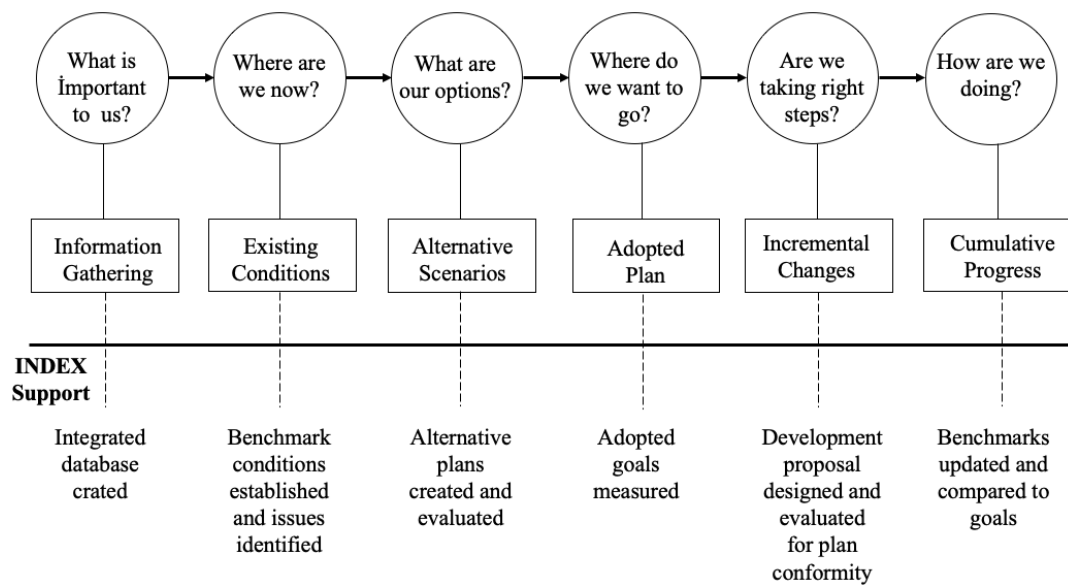 What is
İmportant
to us?
Where are
we now?
What are
our options?
Where do
we want to
go?
Are we
taking right
steps?
How are we
doing?
Information
Gathering
Existing
Conditions
Alternative
Scenarios
Adopted
Plan
Incremental
Changes
Cumulative
Progress
INDEX
Support
Integrated
database
crated
Benchmark
conditions
established
and issues
identified
Alternative
plans
created and
evaluated
Adopted
goals
measured
Development
proposal
designed and
evaluated
for plan
conformity
Benchmarks
updated and
compared to
goals